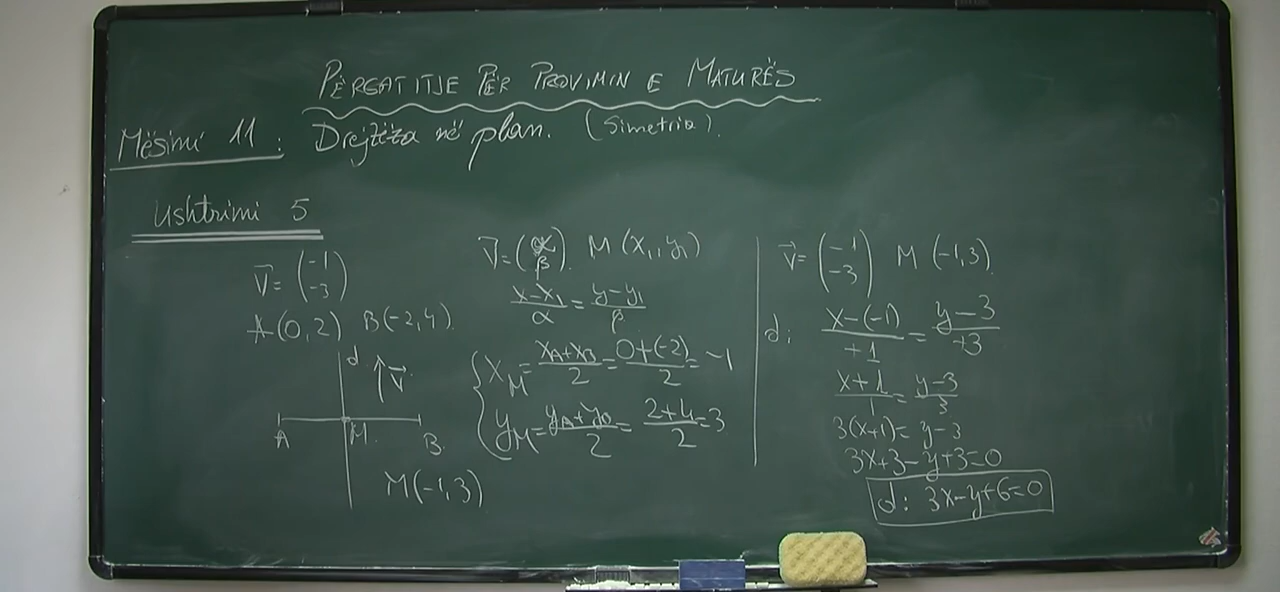 PËRGATITJE PËR PROVIMIN E MATURËS
Mësimi 11 : Drejtëza në plan. (Simetria).
Ushtrimi 5
V⃗ = (-1 -3)
A(0,2) B(-2,4).
d V⃗
A M B
M(-1,3)
V⃗ = (α β). M(x₁, y₁)
(x-x₁)/α = (y-y₁)/β
x_M = (x_A+x_B)/2 = (0+(-2))/2 = -1
y_M = (y_A+y_B)/2 = (2+4)/2 = 3
V⃗ = (-1 -3) M(-1,3)
d: (x-(-1))/+1 = (y-3)/+3
(x+1)/1 = (y-3)/3
3(x+1) = y-3
3x+3-y+3=0
d: 3x-y+6=0